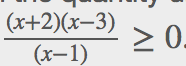 (x+2)(x−3)
(x−1) ≥ 0.